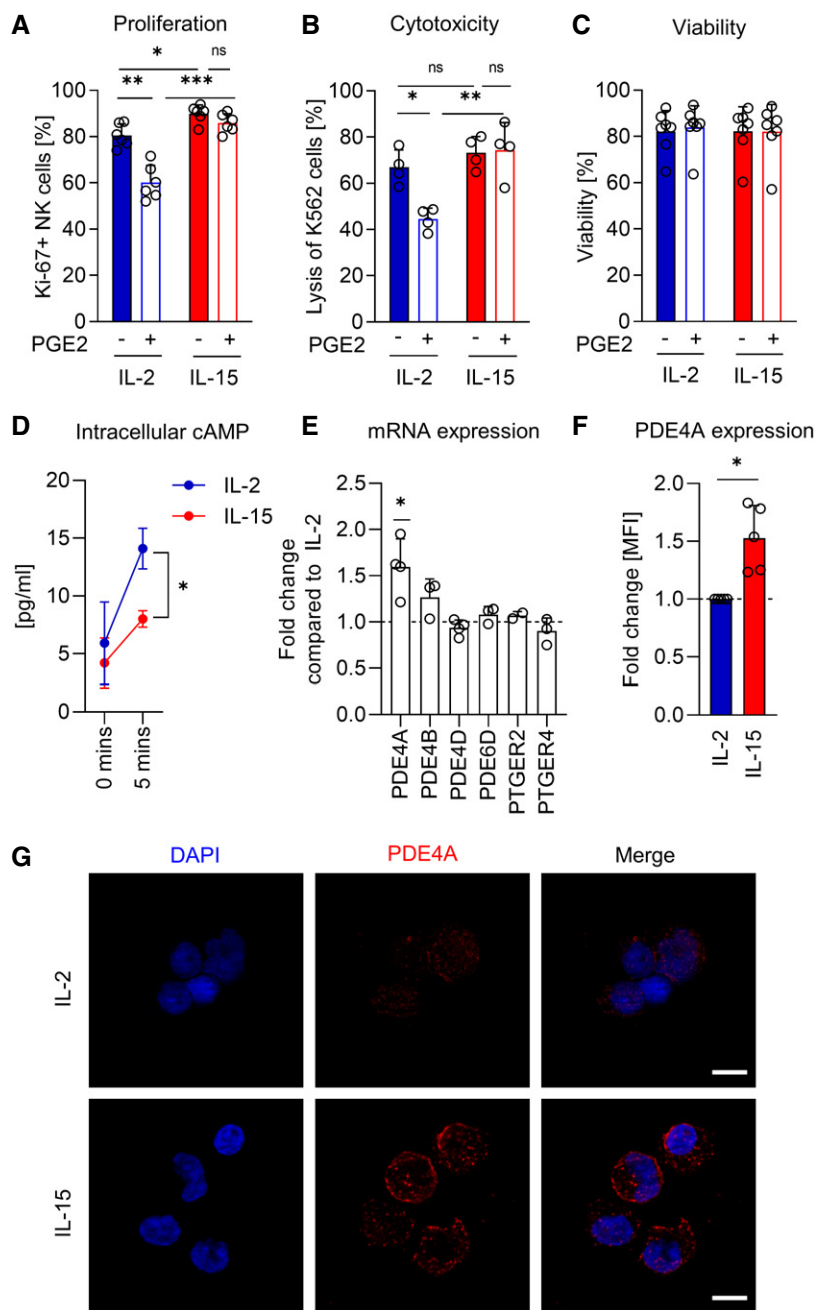 A Proliferation
* ns
** ***
Ki-67+ NK cells [%]
100
80
60
40
20
0
PGE2 - + - +
IL-2 IL-15
B Cytotoxicity
ns ns
* **
Lysis of K562 cells [%]
100
80
60
40
20
0
PGE2 - + - +
IL-2 IL-15
C Viability
Viability [%]
100
80
60
40
20
0
PGE2 - + - +
IL-2 IL-15
D Intracellular cAMP
[pg/ml]
20
15
10
5
0
IL-2
IL-15
*
0 mins
5 mins
E mRNA expression
Fold change
compared to IL-2
2.5
2.0
1.5
1.0
0.5
0.0
*
PDE4A
PDE4B
PDE4D
PDE6D
PTGER2
PTGER4
F PDE4A expression
Fold change [MFI]
2.5
2.0
1.5
1.0
0.5
0.0
*
IL-2
IL-15
G
DAPI PDE4A Merge
IL-2
IL-15